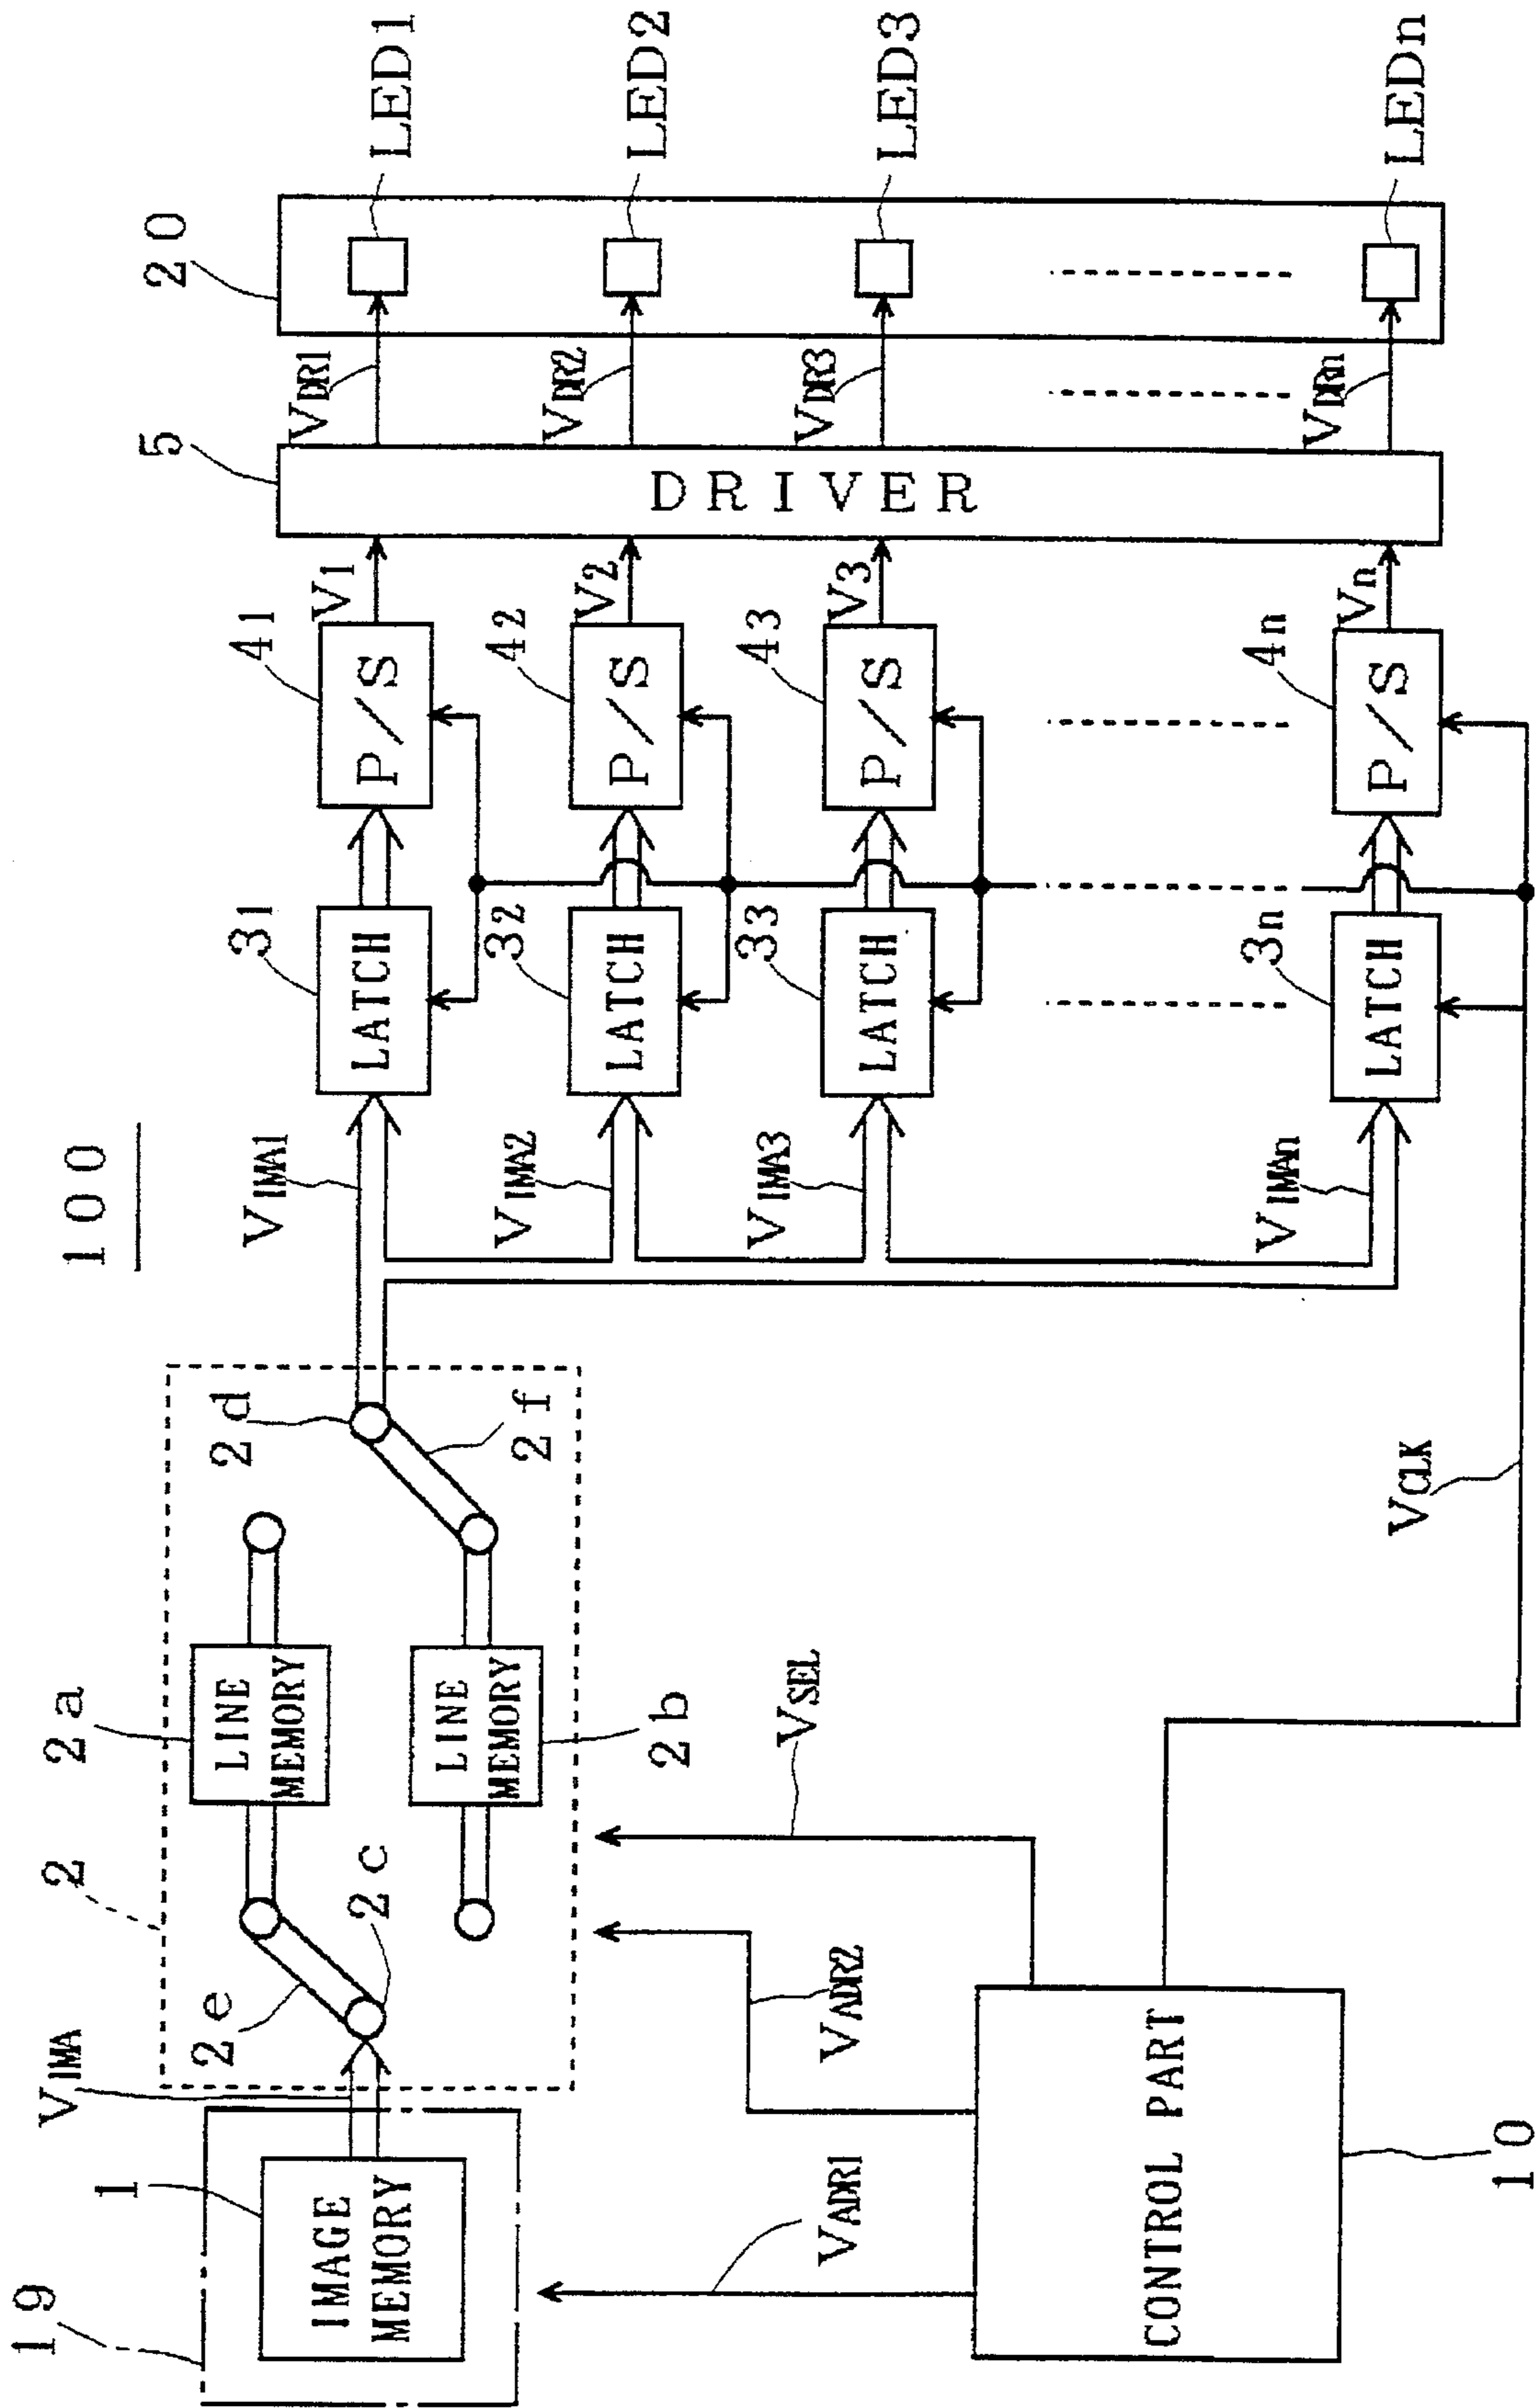 100
19
1
IMAGE
MEMORY
VIMA
2
2a
LINE
MEMORY
2b
LINE
MEMORY
2c
2d
2e
2f
VADR1
VADR2
VSEL
VCLK
CONTROL PART
10
VIMA1
VIMA2
VIMA3
VIMAn
31
LATCH
32
LATCH
33
LATCH
3n
LATCH
41
P/S
42
P/S
43
P/S
4n
P/S
V1
V2
V3
Vn
5
DRIVER
VDR1
VDR2
VDR3
VDRn
20
LED1
LED2
LED3
LEDn